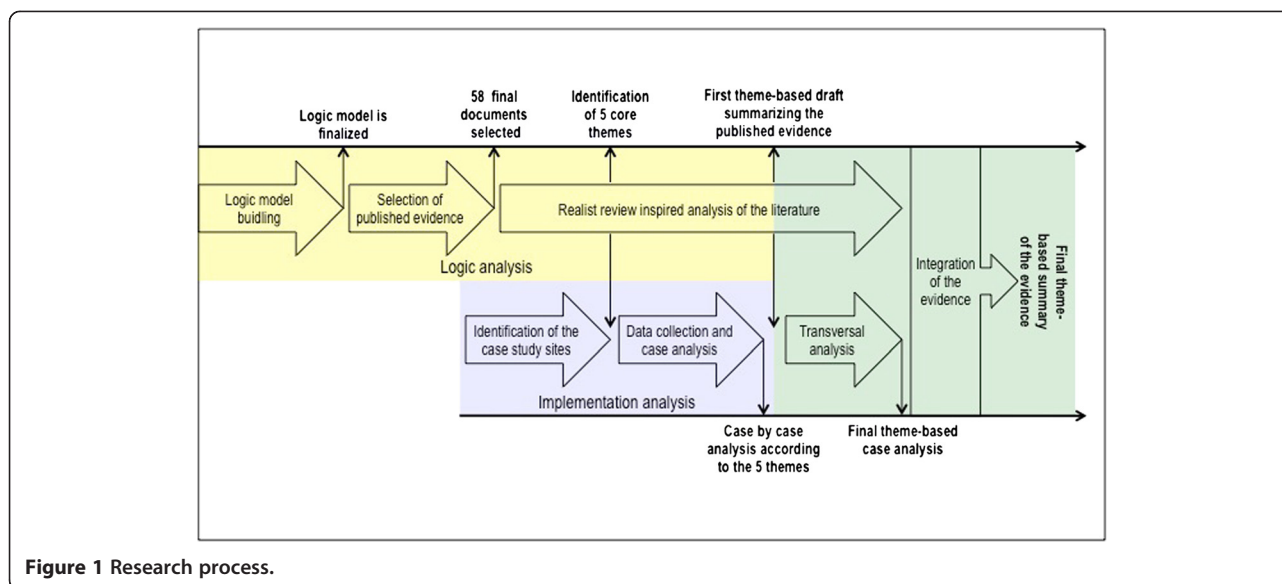 Logic model is
finalized
58 final
documents
selected
Identification
of 5 core
themes
First theme-based draft
summarizing the
published evidence
Logic model
buidling
Selection of
published evidence
Realist review inspired analysis of the literature
Logic analysis
Integration
of the
evidence
Final theme-
based summary
of the evidence
Identification of the
case study sites
Data collection and
case analysis
Transversal
analysis
Implementation analysis
Case by case
analysis according
to the 5 themes
Final theme-based
case analysis
Figure 1 Research process.